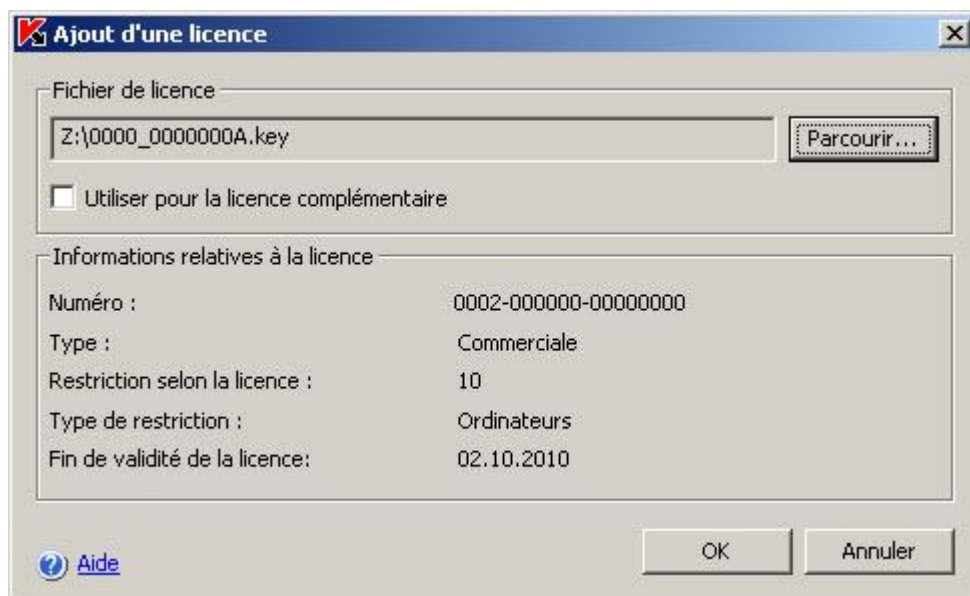 Ajout d'une licence
Fichier de licence
Z:\0000_0000000A.key
Parcourir...
Utiliser pour la licence complémentaire
Informations relatives à la licence
Numéro : 0002-000000-00000000
Type : Commerciale
Restriction selon la licence : 10
Type de restriction : Ordinateurs
Fin de validité de la licence: 02.10.2010
Aide
OK
Annuler